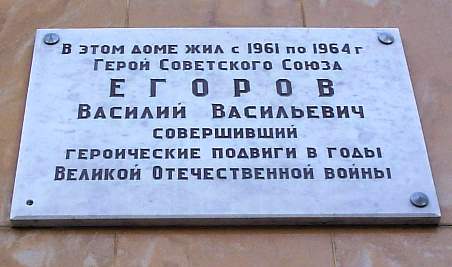 В этом доме жил с 1961 по 1964 г
Герой Советского Союза
ЕГОРОВ
Василий Васильевич
совершивший
героические подвиги в годы
Великой Отечественной войны